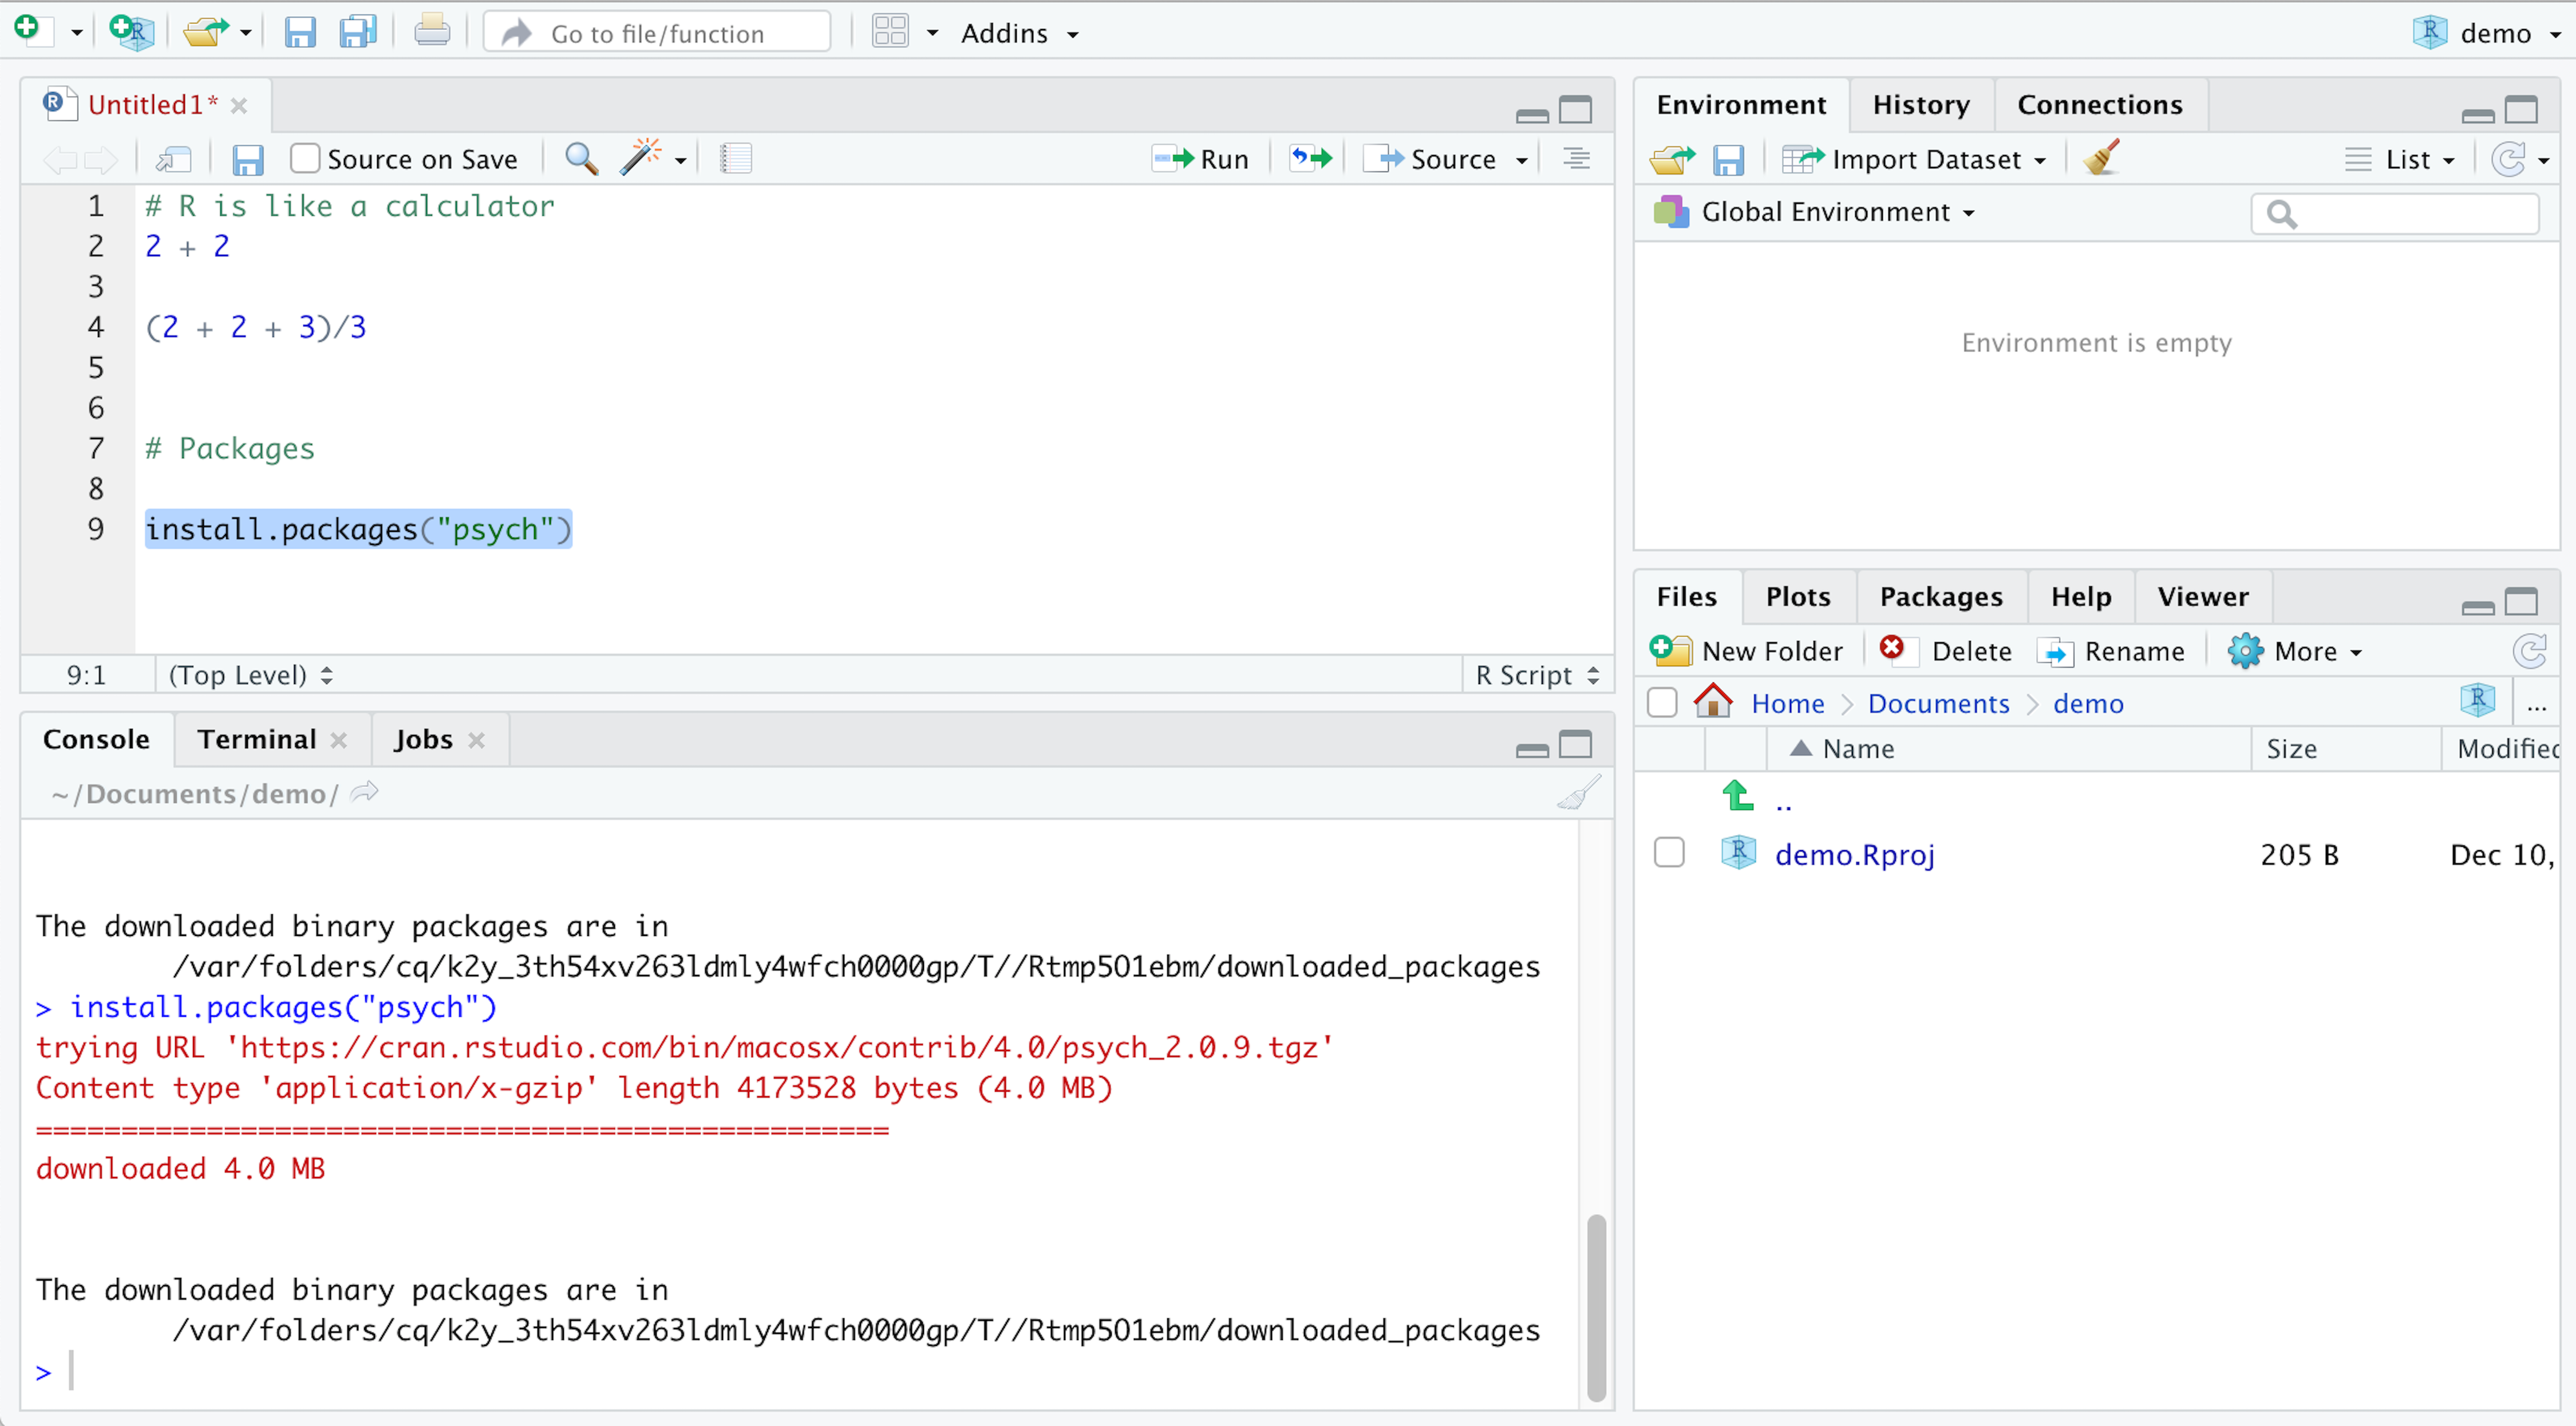 Go to file/function
Addins
demo
Untitled1*
Source on Save
Run
Source
1 # R is like a calculator
2 2 + 2
3
4 (2 + 2 + 3)/3
5
6
7 # Packages
8
9 install.packages("psych")
9:1 (Top Level) R Script
Console Terminal Jobs
~/Documents/demo/
The downloaded binary packages are in
/var/folders/cq/k2y_3th54xv263ldmly4wfch0000gp/T//Rtmp5O1ebm/downloaded_packages
> install.packages("psych")
trying URL 'https://cran.rstudio.com/bin/macosx/contrib/4.0/psych_2.0.9.tgz'
Content type 'application/x-gzip' length 4173528 bytes (4.0 MB)
==================================================
downloaded 4.0 MB
The downloaded binary packages are in
/var/folders/cq/k2y_3th54xv263ldmly4wfch0000gp/T//Rtmp5O1ebm/downloaded_packages
>
Environment History Connections
Import Dataset List
Global Environment
Environment is empty
Files Plots Packages Help Viewer
New Folder Delete Rename More
Home Documents demo ...
Name Size Modified
..
demo.Rproj 205 B Dec 10,